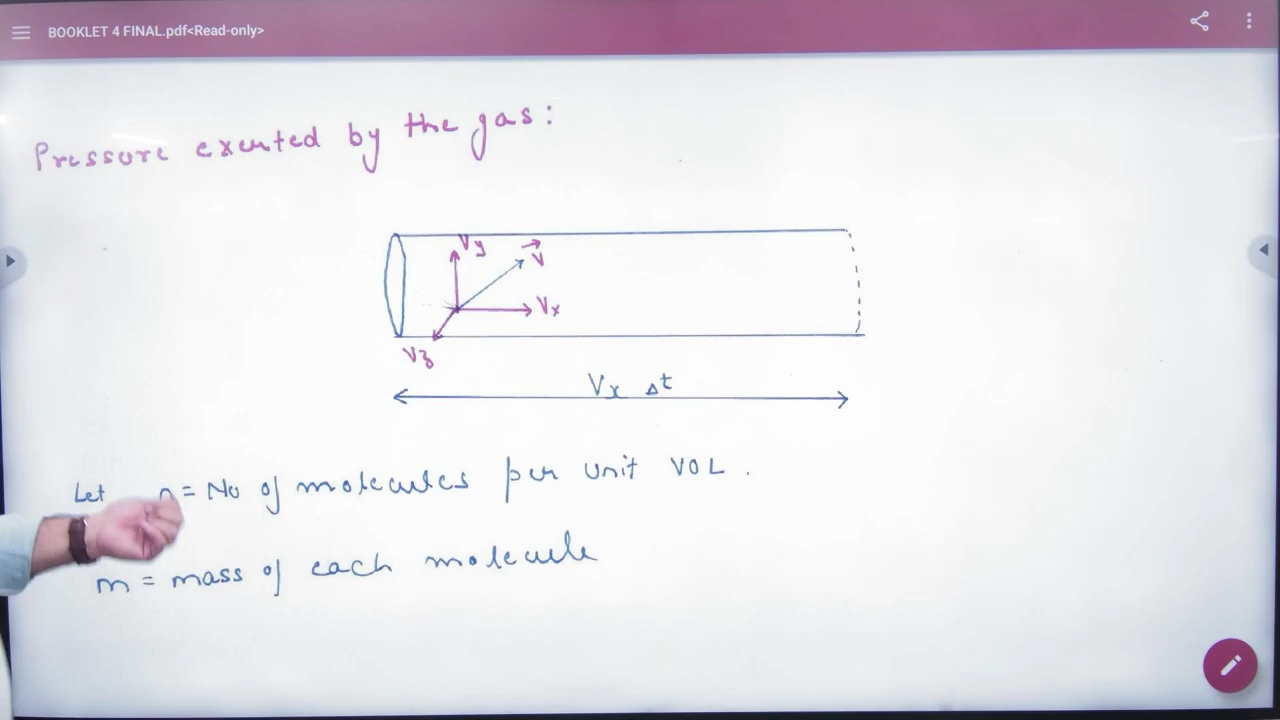 BOOKLET 4 FINAL.pdf<Read-only>
Pressure exerted by the gas:
Vy
V⃗
Vx
Vz
Vx Δt
Let n = No of molecules per unit VOL.
m = mass of each molecule